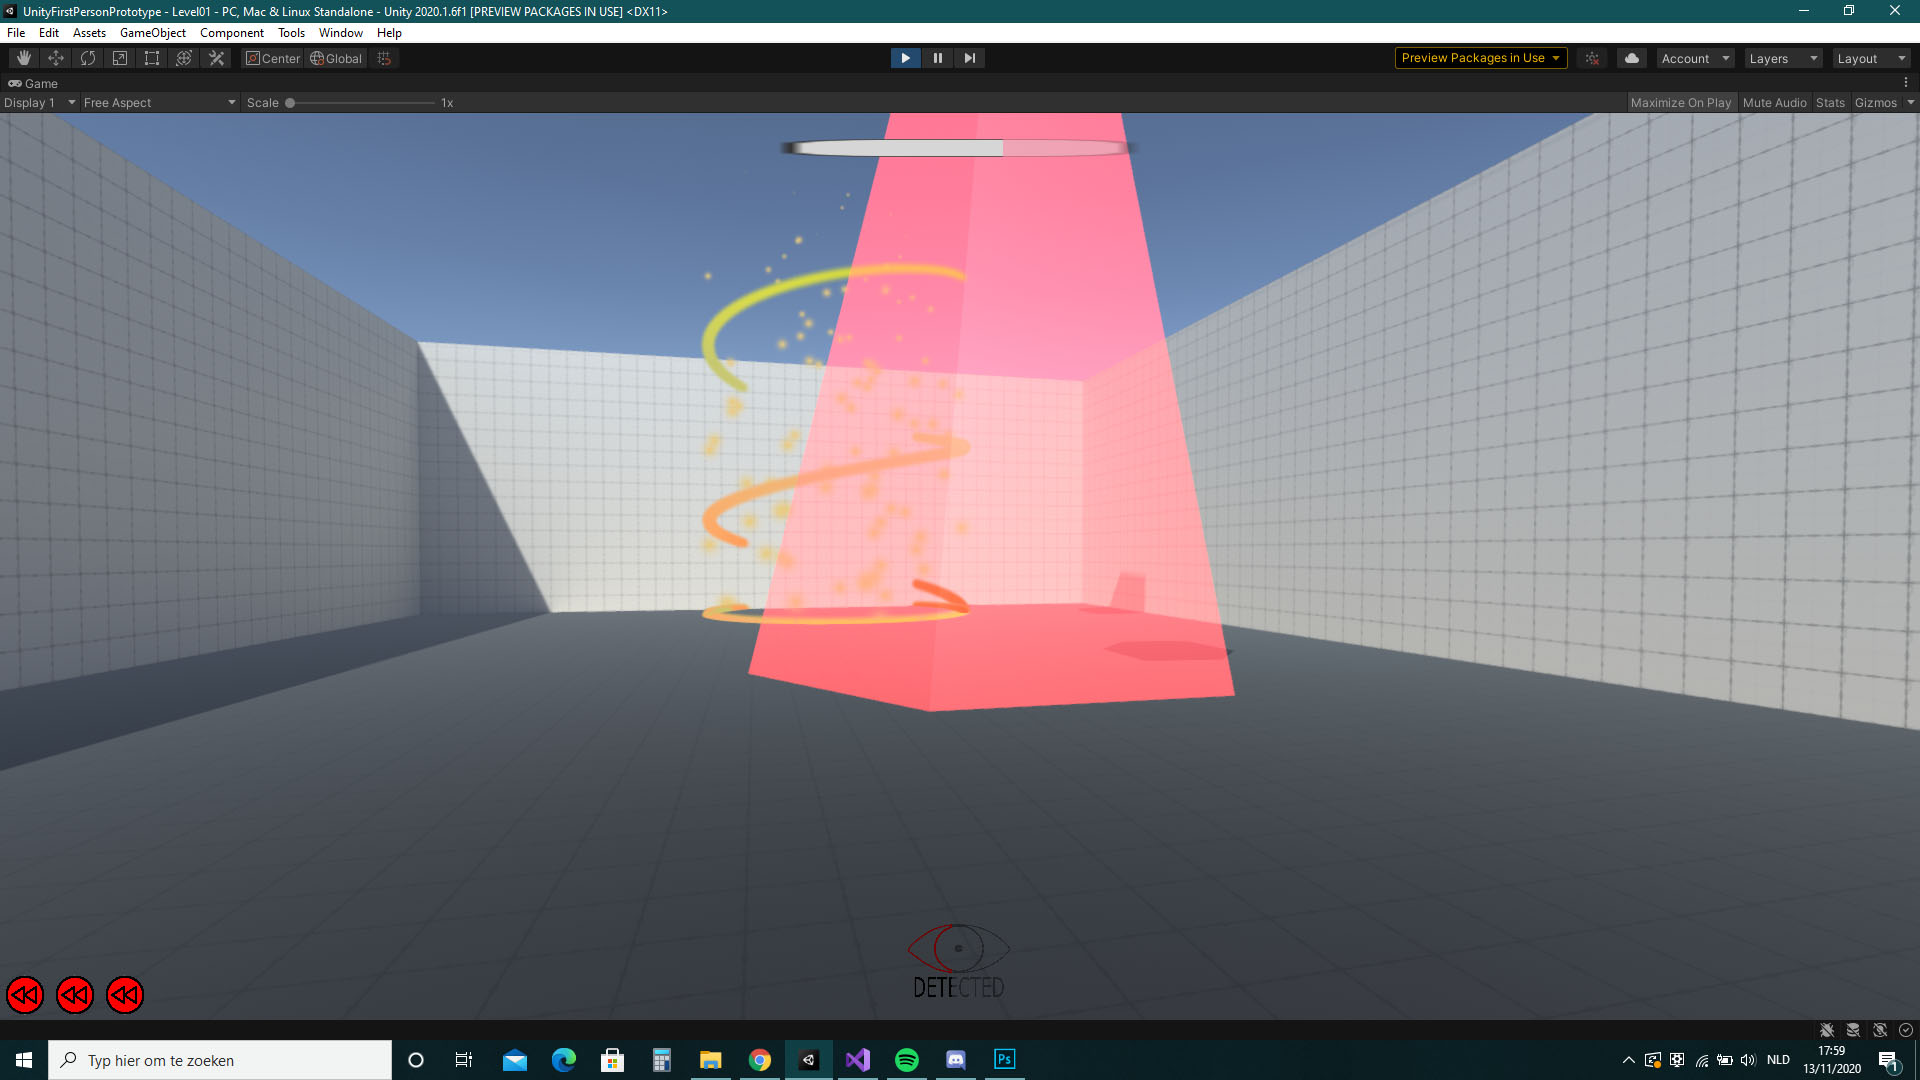 UnityFirstPersonPrototype - Level01 - PC, Mac & Linux Standalone - Unity 2020.1.6f1 [PREVIEW PACKAGES IN USE] <DX11>
File Edit Assets GameObject Component Tools Window Help
Center Global Preview Packages in Use Account Layers Layout
Game
Display 1 Free Aspect Scale 1x Maximize On Play Mute Audio Stats Gizmos
DETECTED
Typ hier om te zoeken
Ps
NLD
17:59
13/11/2020
1